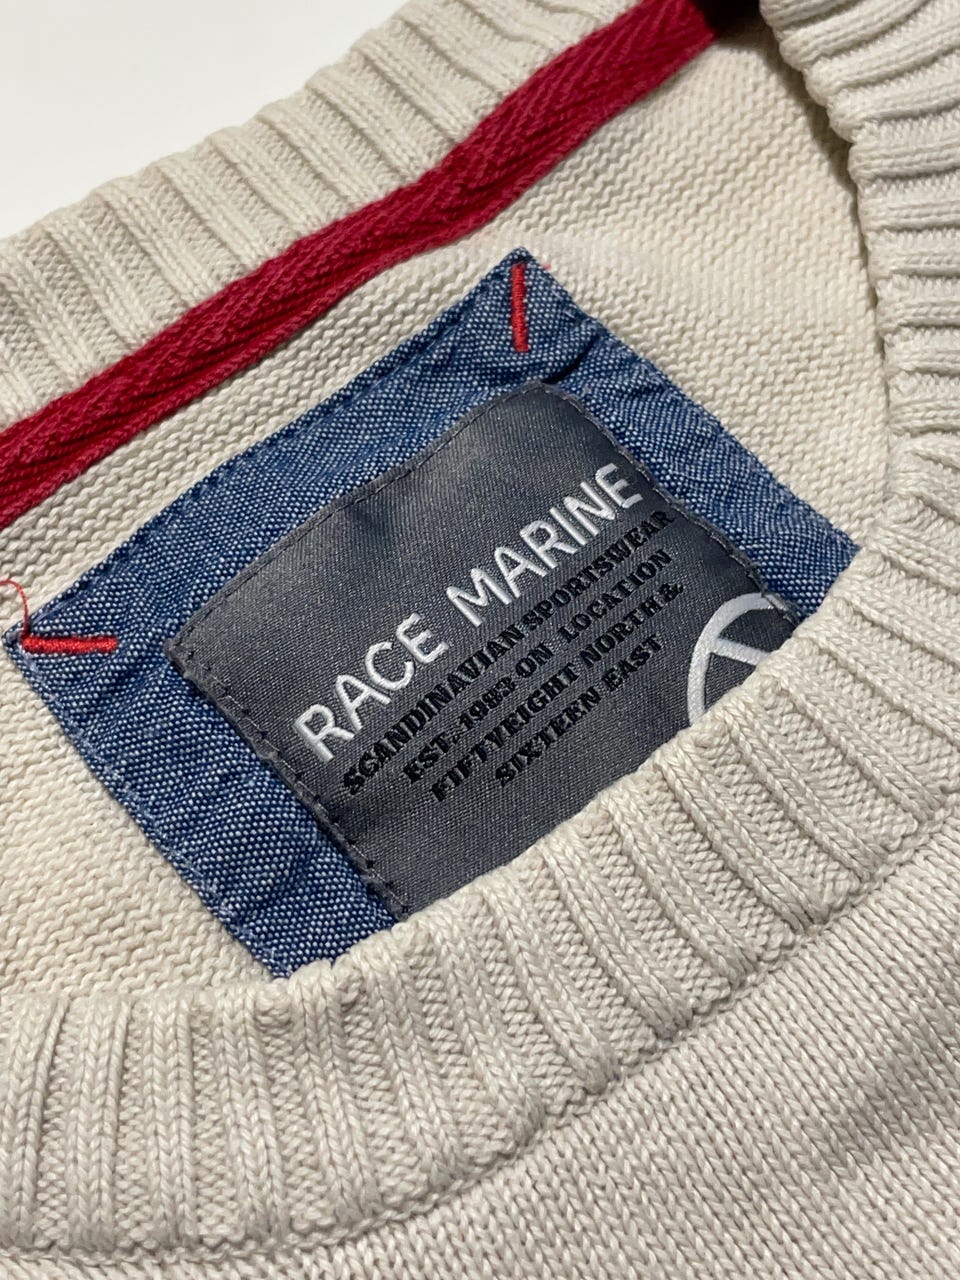 RACE MARINE
SCANDINAVIAN SPORTSWEAR
EST. 1983 ON LOCATION
FIFTYEIGHT NORTH &
SIXTEEN EAST